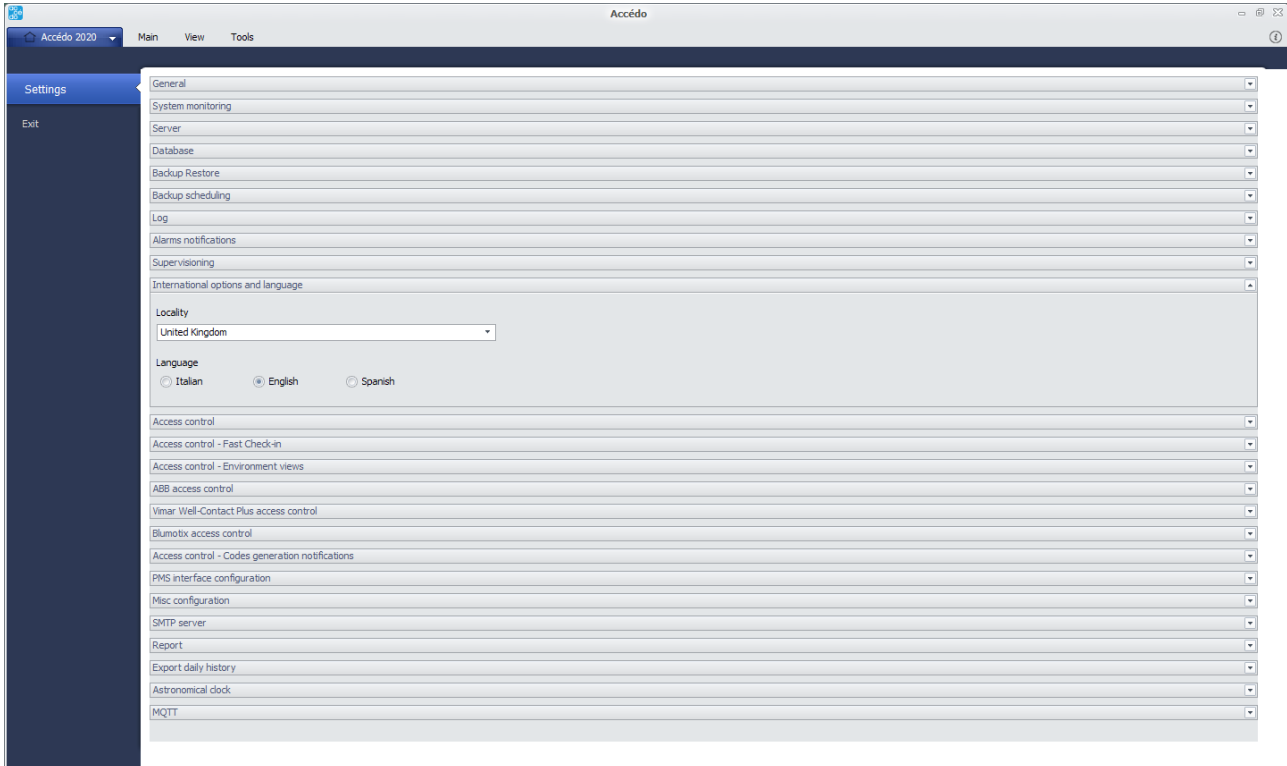 Accédo
Accédo 2020 Main View Tools
Settings
Exit
General
System monitoring
Server
Database
Backup Restore
Backup scheduling
Log
Alarms notifications
Supervisioning
International options and language
Locality
United Kingdom
Language
Italian English Spanish
Access control
Access control - Fast Check-in
Access control - Environment views
ABB access control
Vimar Well-Contact Plus access control
Blumotix access control
Access control - Codes generation notifications
PMS interface configuration
Misc configuration
SMTP server
Report
Export daily history
Astronomical clock
MQTT